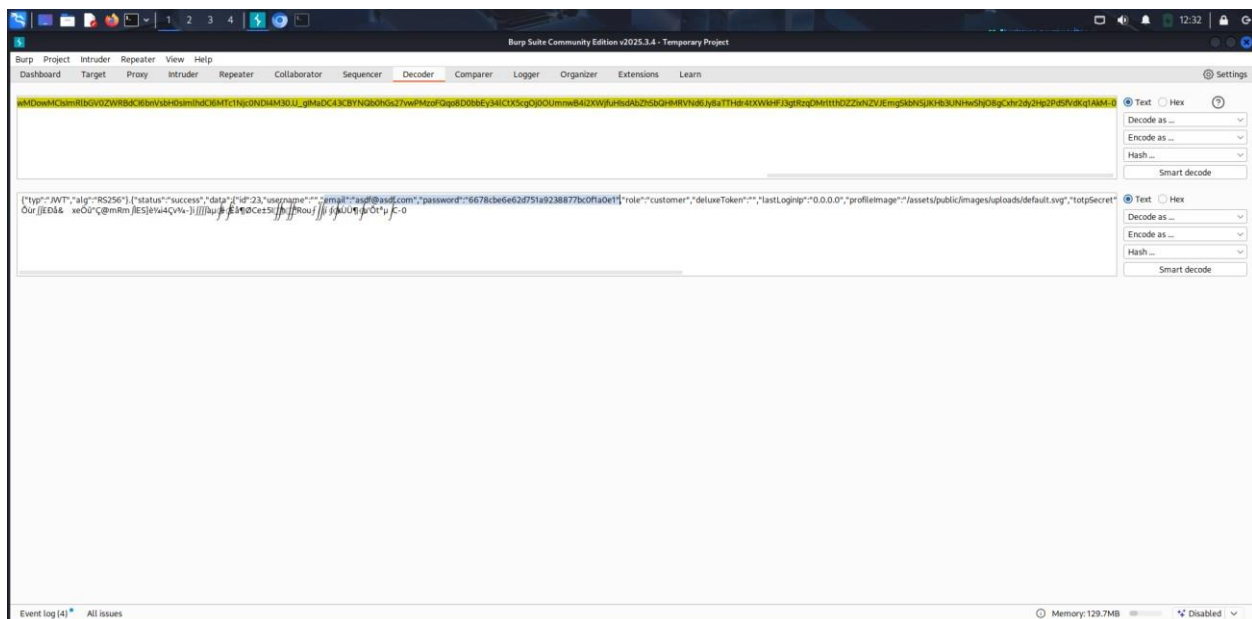 1 2 3 4
12:32
Burp Suite Community Edition v2025.3.4 - Temporary Project
Burp Project Intruder Repeater View Help
Dashboard Target Proxy Intruder Repeater Collaborator Sequencer Decoder Comparer Logger Organizer Extensions Learn
Settings
Text Hex
Decode as ...
Encode as ...
Hash ...
Smart decode
{"typ":"JWT","alg":"RS256"}.{"status":"success","data":{"id":23,"username":"","email":"asdf@asdf.com","password":"6678cbe6e62d751a9238877bc0f1a0e1","role":"customer","deluxeToken":"","lastLoginIp":"0.0.0.0","profileImage":"/assets/public/images/uploads/default.svg","totpSecret"
Text Hex
Decode as ...
Encode as ...
Hash ...
Smart decode
Event log (4) All issues
Memory: 129.7MB
Disabled